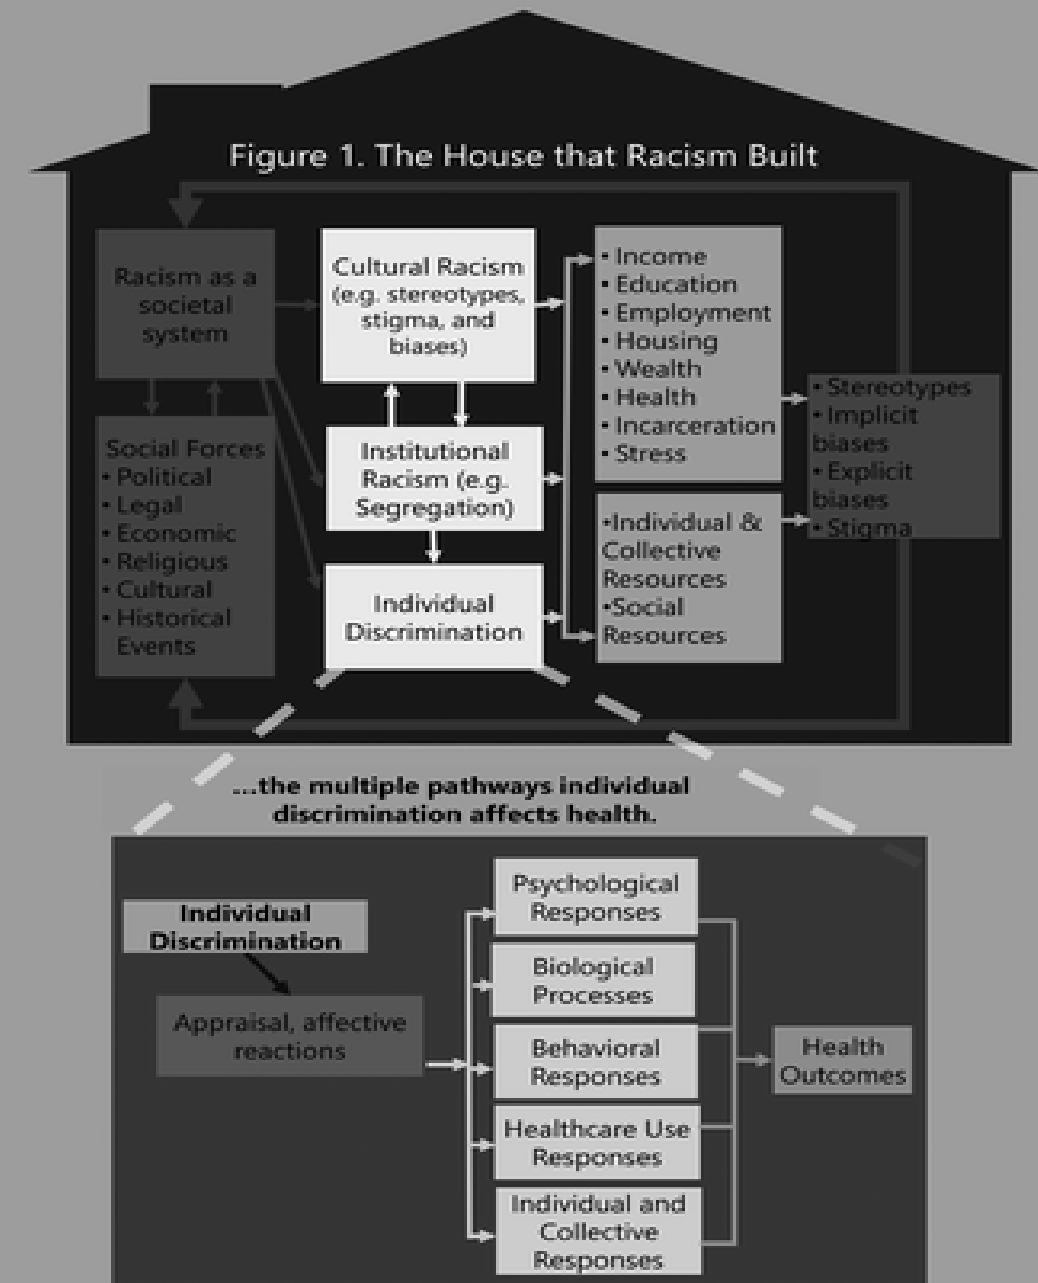 Figure 1. The House that Racism Built
Racism as a
societal
system
Social Forces
• Political
• Legal
• Economic
• Religious
• Cultural
• Historical
Events
Cultural Racism
(e.g. stereotypes,
stigma, and
biases)
Institutional
Racism (e.g.
Segregation)
Individual
Discrimination
• Income
• Education
• Employment
• Housing
• Wealth
• Health
• Incarceration
• Stress
•Individual &
Collective
Resources
•Social
Resources
• Stereotypes
• Implicit
biases
• Explicit
biases
• Stigma
...the multiple pathways individual
discrimination affects health.
Individual
Discrimination
Appraisal, affective
reactions
Psychological
Responses
Biological
Processes
Behavioral
Responses
Healthcare Use
Responses
Individual and
Collective
Responses
Health
Outcomes